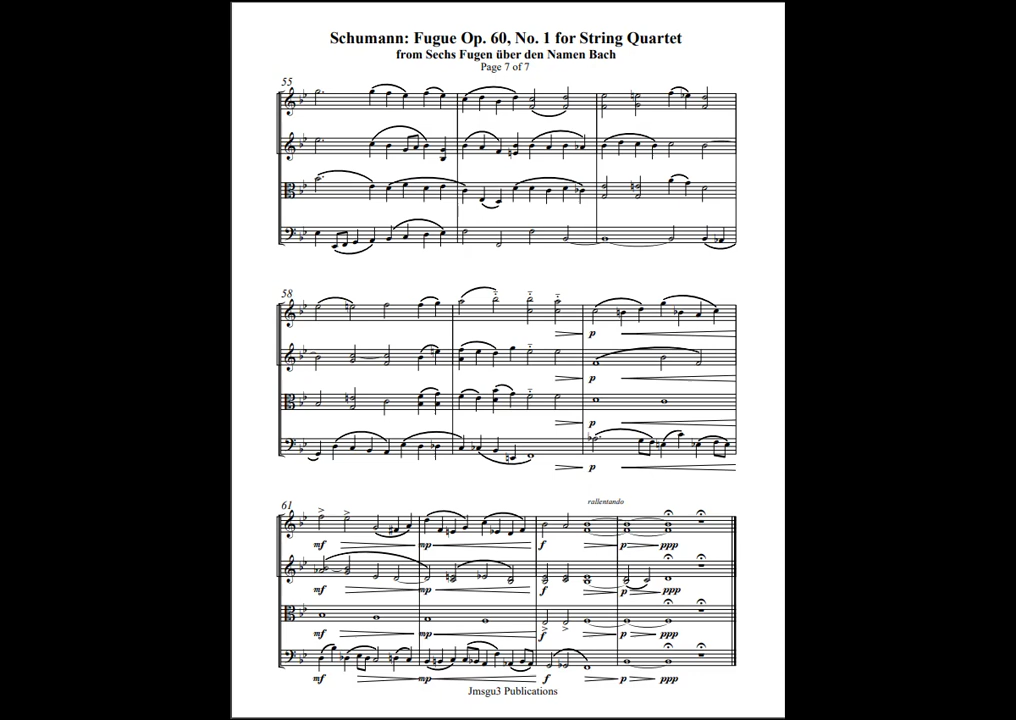 Schumann: Fugue Op. 60, No. 1 for String Quartet
from Sechs Fugen über den Namen Bach
Page 7 of 7
55
58
p
p
p
p
61
rallentando
mf mp f p ppp
mf mp f p ppp
mf mp f p ppp
mf mp f p ppp
Jmsgu3 Publications